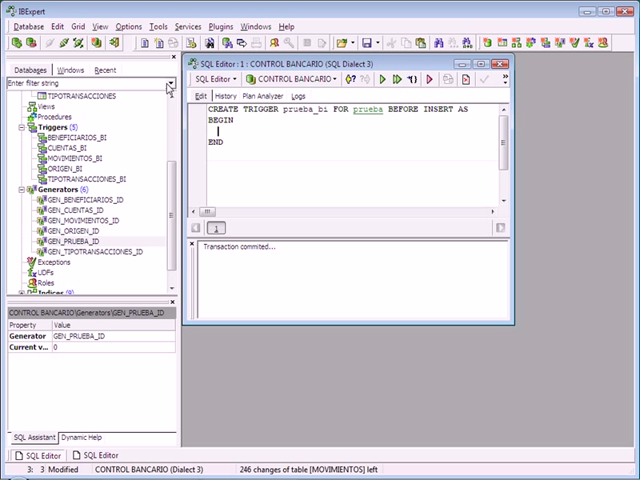 IBExpert
Database Edit Grid View Options Tools Services Plugins Windows Help
Databases Windows Recent
Enter filter string
TIPOTRANSACCIONES
Views
Procedures
Triggers (5)
BENEFICIARIOS_BI
CUENTAS_BI
MOVIMIENTOS_BI
ORIGEN_BI
TIPOTRANSACCIONES_BI
Generators (6)
GEN_BENEFICIARIOS_ID
GEN_CUENTAS_ID
GEN_MOVIMIENTOS_ID
GEN_ORIGEN_ID
GEN_PRUEBA_ID
GEN_TIPOTRANSACCIONES_ID
Exceptions
UDFs
Roles
Indices (9)
CONTROL BANCARIO\Generators\GEN_PRUEBA_ID
Property Value
Generator GEN_PRUEBA_ID
Current v... 0
SQL Assistant Dynamic Help
SQL Editor : 1 : CONTROL BANCARIO (SQL Dialect 3)
SQL Editor CONTROL BANCARIO
Edit History Plan Analyzer Logs
CREATE TRIGGER prueba_bi FOR prueba BEFORE INSERT AS
BEGIN
END
1
Transaction commited...
SQL Editor SQL Editor
3: 3 Modified CONTROL BANCARIO (Dialect 3) 246 changes of table [MOVIMIENTOS] left